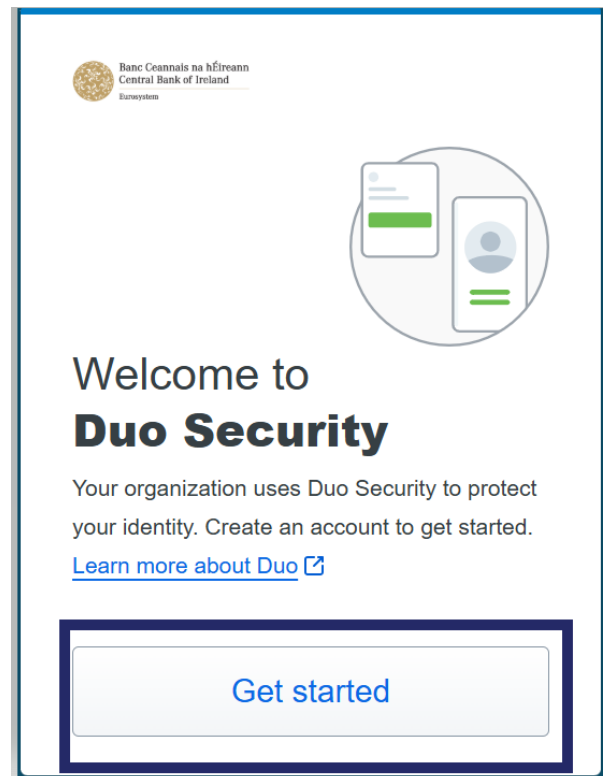 Banc Ceannais na hÉireann
Central Bank of Ireland
Eurosystem
Welcome to
Duo Security
Your organization uses Duo Security to protect
your identity. Create an account to get started.
Learn more about Duo
Get started